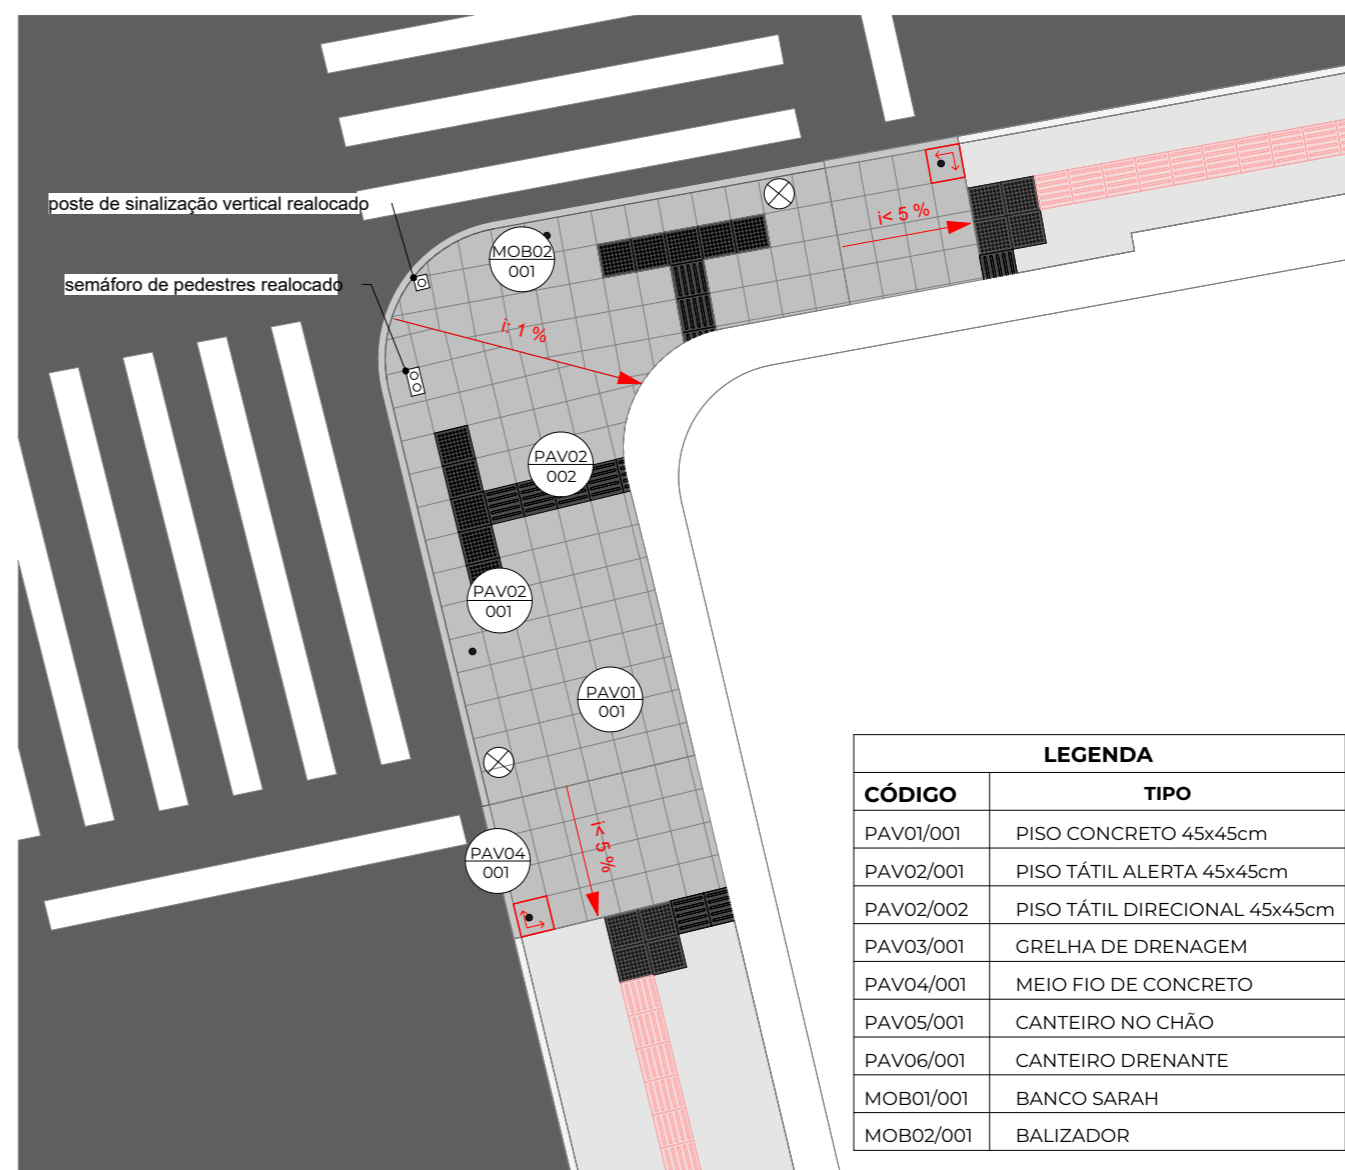 poste de sinalização vertical realocado
semáforo de pedestres realocado
MOB02
001
i< 5 %
i: 1 %
PAV02
002
PAV02
001
PAV01
001
i< 5 %
PAV04
001
LEGENDA
CÓDIGO TIPO
PAV01/001 PISO CONCRETO 45x45cm
PAV02/001 PISO TÁTIL ALERTA 45x45cm
PAV02/002 PISO TÁTIL DIRECIONAL 45x45cm
PAV03/001 GRELHA DE DRENAGEM
PAV04/001 MEIO FIO DE CONCRETO
PAV05/001 CANTEIRO NO CHÃO
PAV06/001 CANTEIRO DRENANTE
MOB01/001 BANCO SARAH
MOB02/001 BALIZADOR